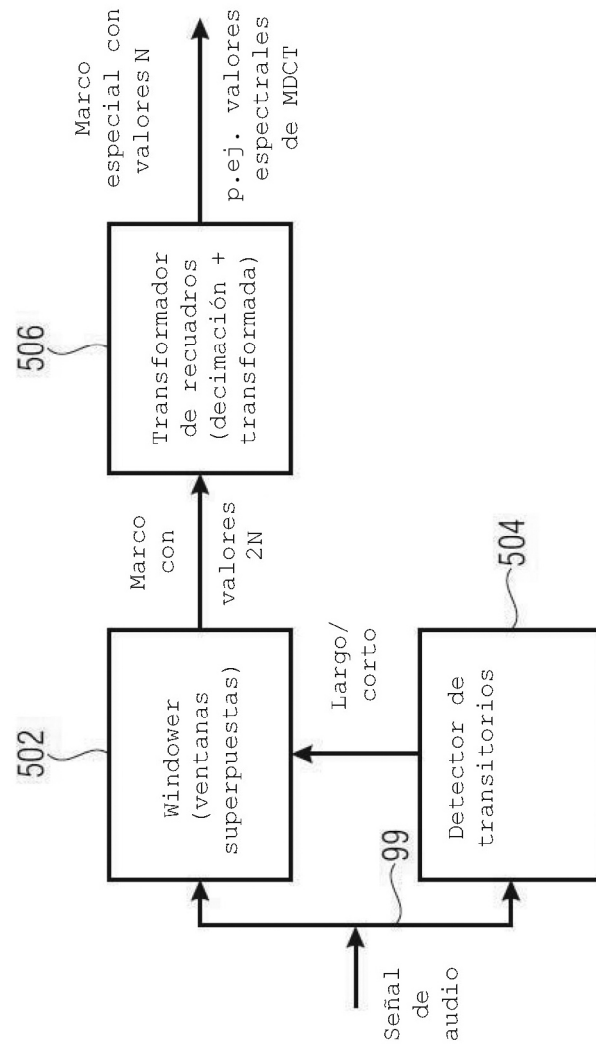 Señal
de
audio
99
502
Windower
(ventanas
superpuestas)
Detector de
transitorios
504
Largo/
corto
Marco
con
valores
2N
506
Transformador
de recuadros
(decimación +
transformada)
Marco
especial con
valores N
p.ej. valores
espectrales
de MDCT